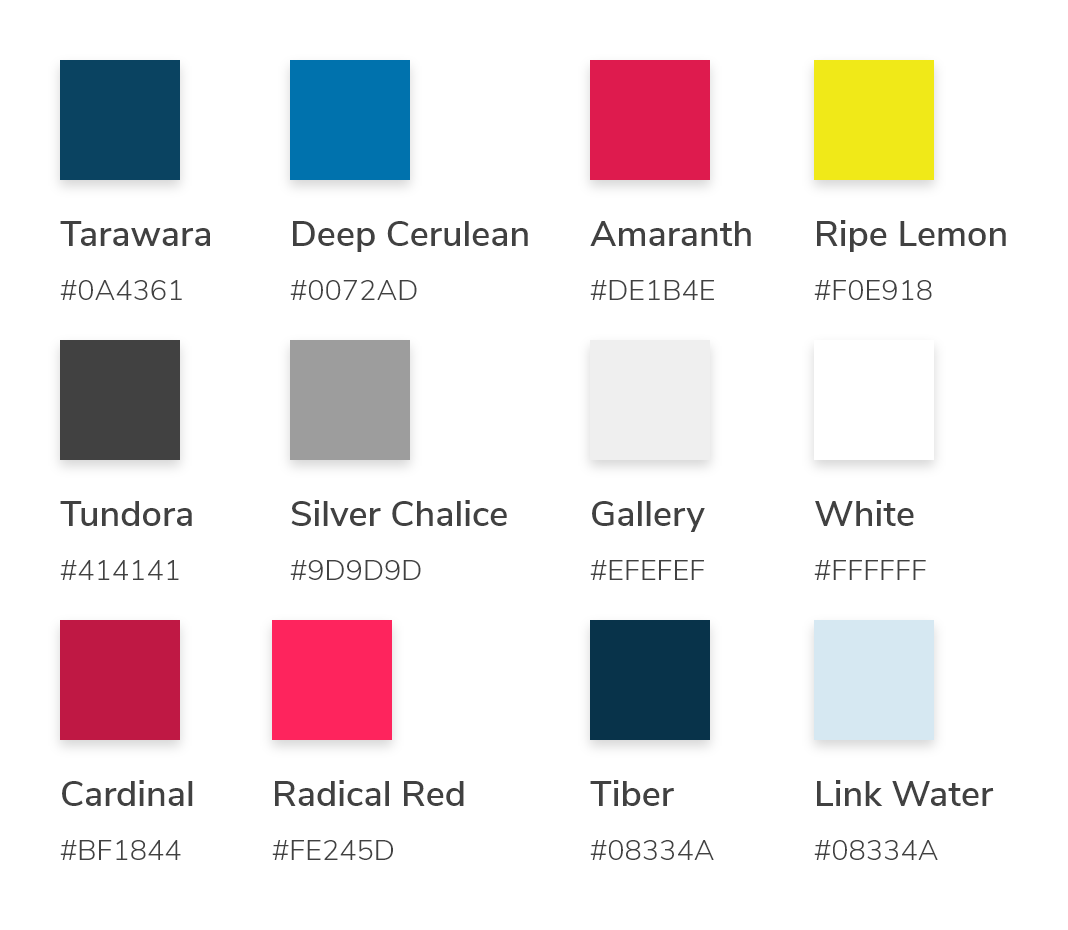 Tarawara
#0A4361
Deep Cerulean
#0072AD
Amaranth
#DE1B4E
Ripe Lemon
#F0E918
Tundora
#414141
Silver Chalice
#9D9D9D
Gallery
#EFEFEF
White
#FFFFFF
Cardinal
#BF1844
Radical Red
#FE245D
Tiber
#08334A
Link Water
#08334A